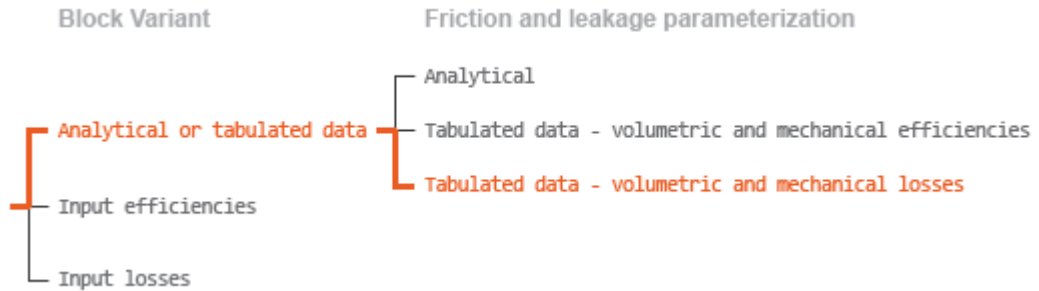 Block Variant
Friction and leakage parameterization
Analytical
Analytical or tabulated data
Tabulated data - volumetric and mechanical efficiencies
Tabulated data - volumetric and mechanical losses
Input efficiencies
Input losses